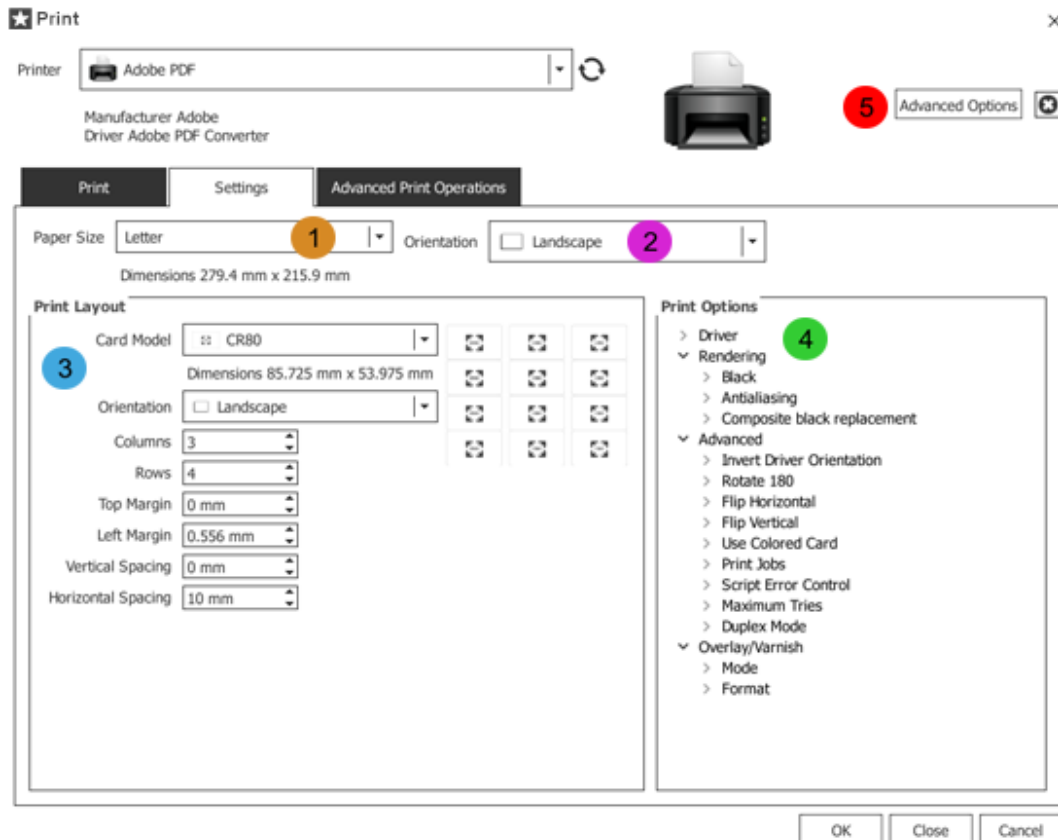 Print
Printer Adobe PDF
Manufacturer Adobe
Driver Adobe PDF Converter
5 Advanced Options
Print Settings Advanced Print Operations
Paper Size Letter 1 Orientation Landscape 2
Dimensions 279.4 mm x 215.9 mm
Print Layout
3
Card Model CR80
Dimensions 85.725 mm x 53.975 mm
Orientation Landscape
Columns 3
Rows 4
Top Margin 0 mm
Left Margin 0.556 mm
Vertical Spacing 0 mm
Horizontal Spacing 10 mm
Print Options
4
Driver
Rendering
Black
Antialiasing
Composite black replacement
Advanced
Invert Driver Orientation
Rotate 180
Flip Horizontal
Flip Vertical
Use Colored Card
Print Jobs
Script Error Control
Maximum Tries
Duplex Mode
Overlay/Varnish
Mode
Format
OK Close Cancel